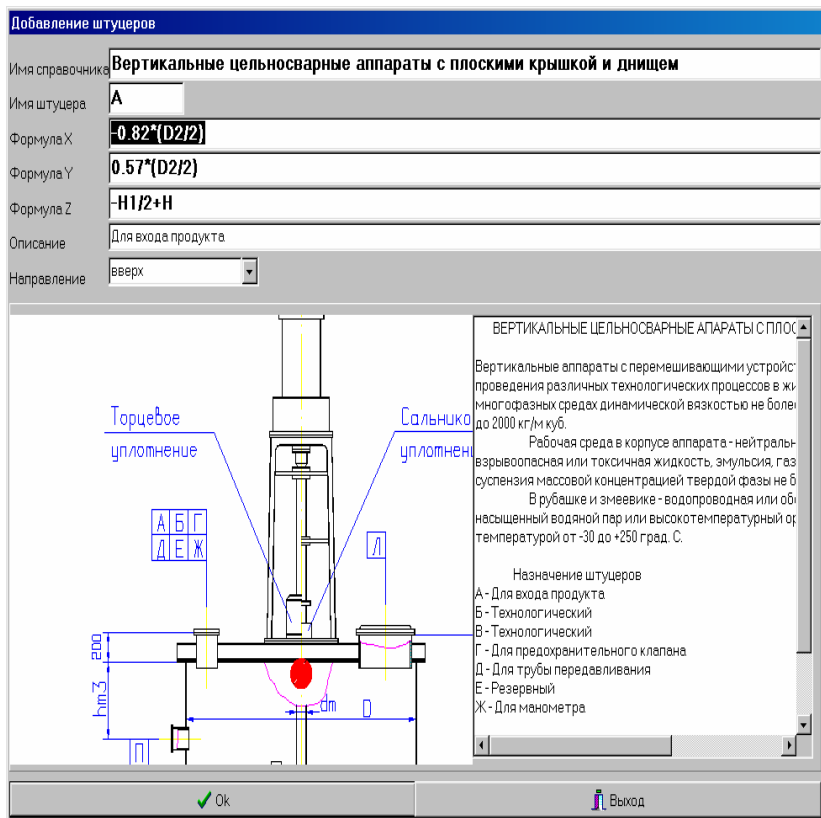 Добавление штуцеров
Имя справочника Вертикальные цельносварные аппараты с плоскими крышкой и днищем
Имя штуцера А
Формула X -0.82*(D2/2)
Формула Y 0.57*(D2/2)
Формула Z -H1/2+H
Описание Для входа продукта
Направление вверх
Торцевое
уплотнение
Сальнико
уплотнен
А Б Г
Д Е Ж
Л
200
hm3
dm
D
П
ВЕРТИКАЛЬНЫЕ ЦЕЛЬНОСВАРНЫЕ АПАРАТЫ С ПЛОС
Вертикальные аппараты с перемешивающими устройс
проведения различных технологических процессов в жи
многофазных средах динамической вязкостью не боле
до 2000 кг/м куб.
Рабочая среда в корпусе аппарата - нейтральн
взрывоопасная или токсичная жидкость, эмульсия, газ
суспензия массовой концентрацией твердой фазы не б
В рубашке и змеевике - водопроводная или об
насыщенный водяной пар или высокотемпературный ор
температурой от -30 до +250 град. С.
Назначение штуцеров
А - Для входа продукта
Б - Технологический
В - Технологический
Г - Для предохранительного клапана
Д - Для трубы передавливания
Е - Резервный
Ж - Для манометра
Ok
Выход